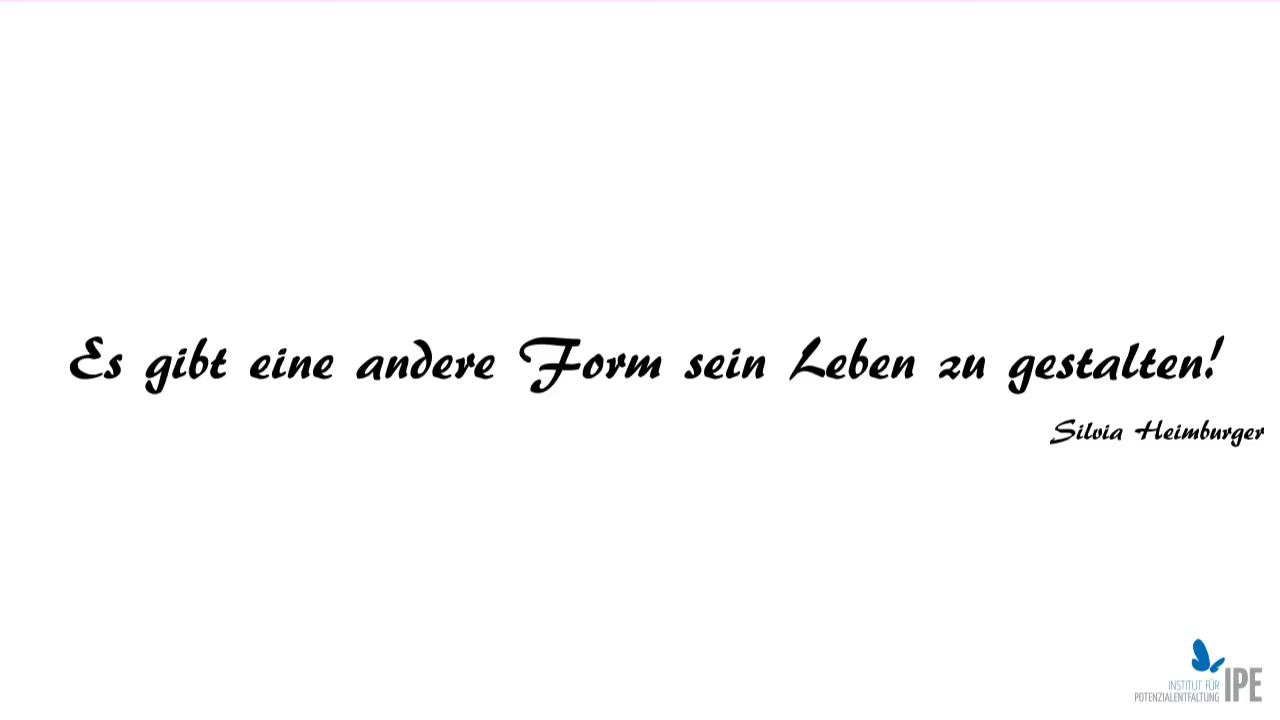 Es gibt eine andere Form sein Leben zu gestalten!
Silvia Heimburger
INSTITUT FÜR
POTENZIALENTFALTUNG
IPE